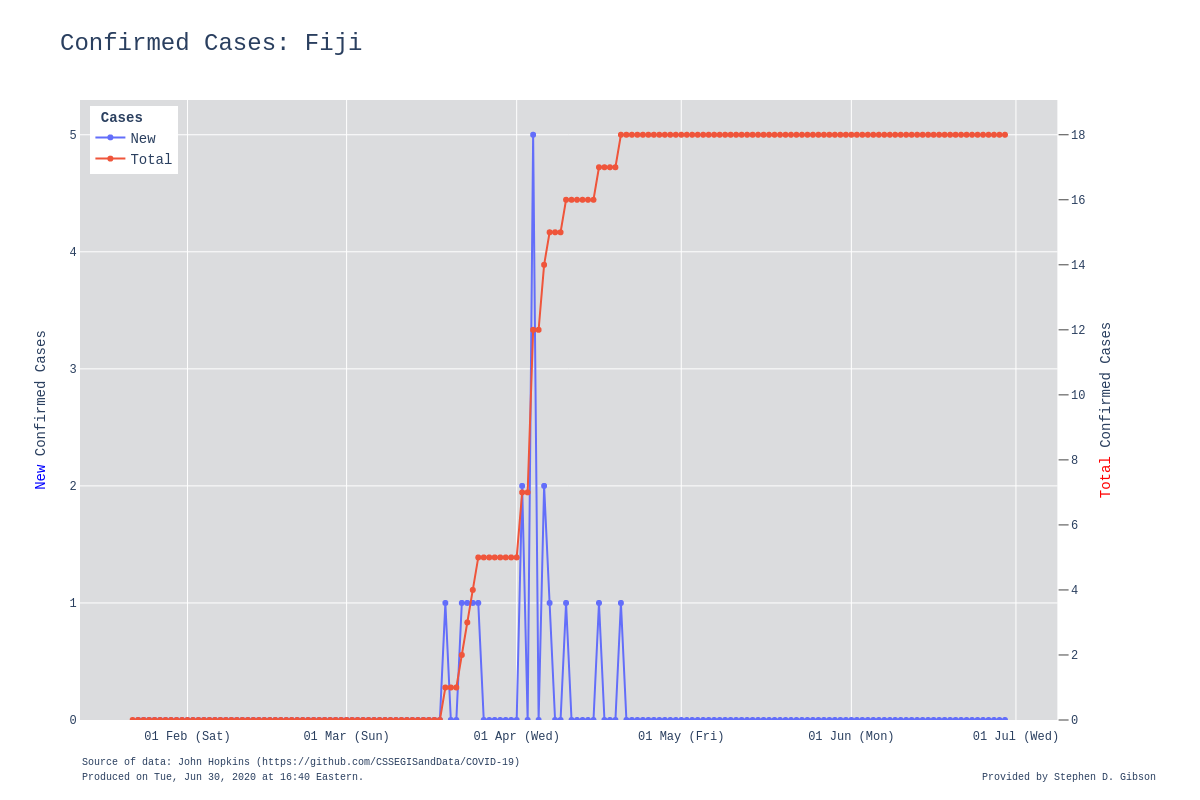 Confirmed Cases: Fiji
Cases
New
Total
5
4
3
2
1
0
New Confirmed Cases
18
16
14
12
10
8
6
4
2
0
Total Confirmed Cases
01 Feb (Sat)
01 Mar (Sun)
01 Apr (Wed)
01 May (Fri)
01 Jun (Mon)
01 Jul (Wed)
Source of data: John Hopkins (https://github.com/CSSEGISandData/COVID-19)
Produced on Tue, Jun 30, 2020 at 16:40 Eastern.
Provided by Stephen D. Gibson